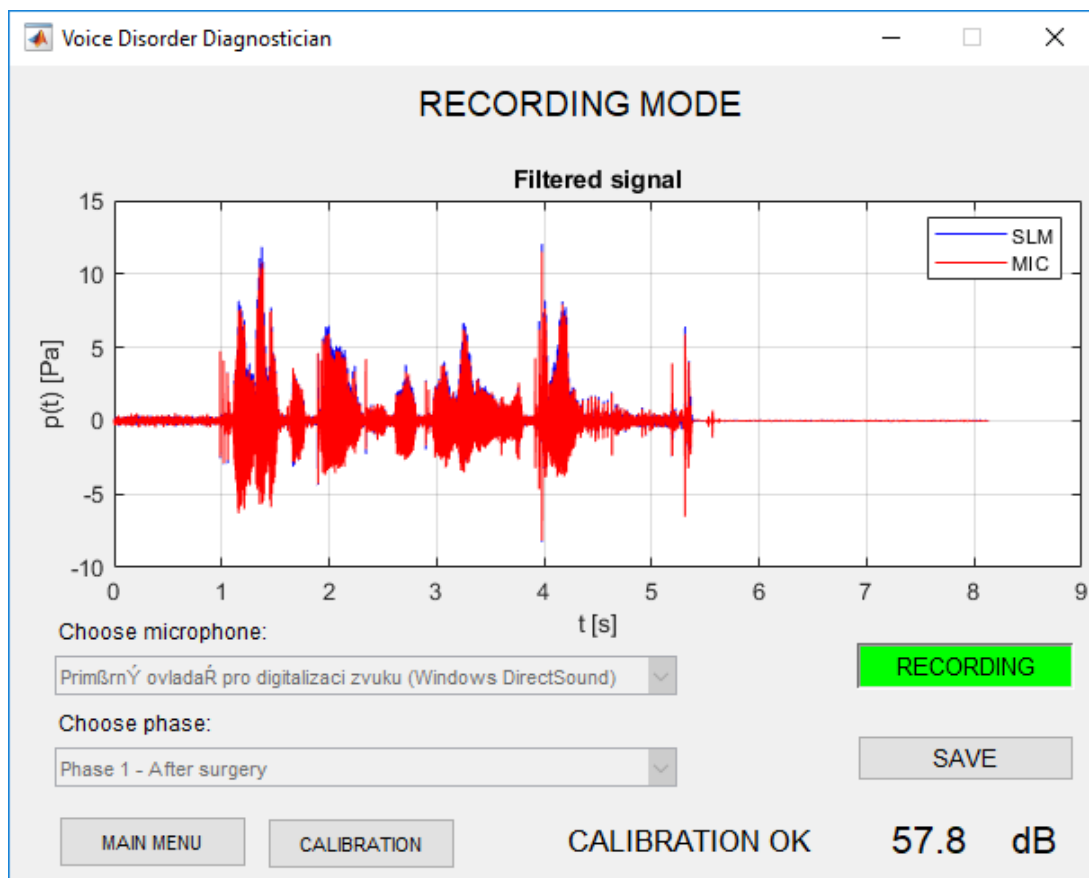 Voice Disorder Diagnostician
RECORDING MODE
Filtered signal
15
10
5
0
-5
-10
p(t) [Pa]
SLM
MIC
0 1 2 3 4 5 6 7 8 9
t [s]
Choose microphone:
PrimßrnÝ ovladaŔ pro digitalizaci zvuku (Windows DirectSound)
RECORDING
Choose phase:
Phase 1 - After surgery
SAVE
MAIN MENU
CALIBRATION
CALIBRATION OK
57.8 dB